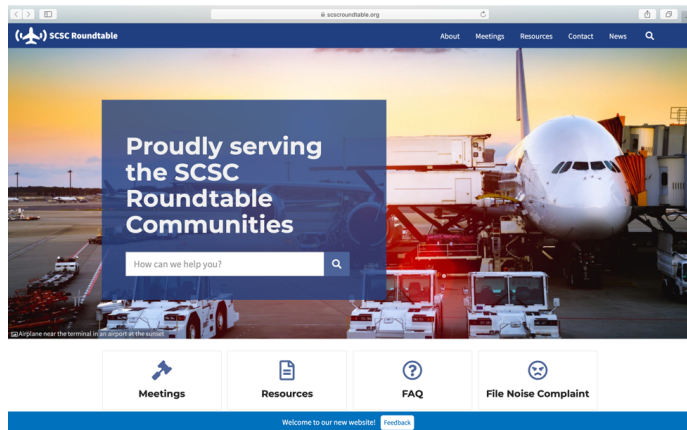 scscroundtable.org
SCSC Roundtable
About Meetings Resources Contact News
Proudly serving
the SCSC
Roundtable
Communities
How can we help you?
Airplane near the terminal in an airport at the sunset
Meetings Resources FAQ File Noise Complaint
Welcome to our new website! Feedback